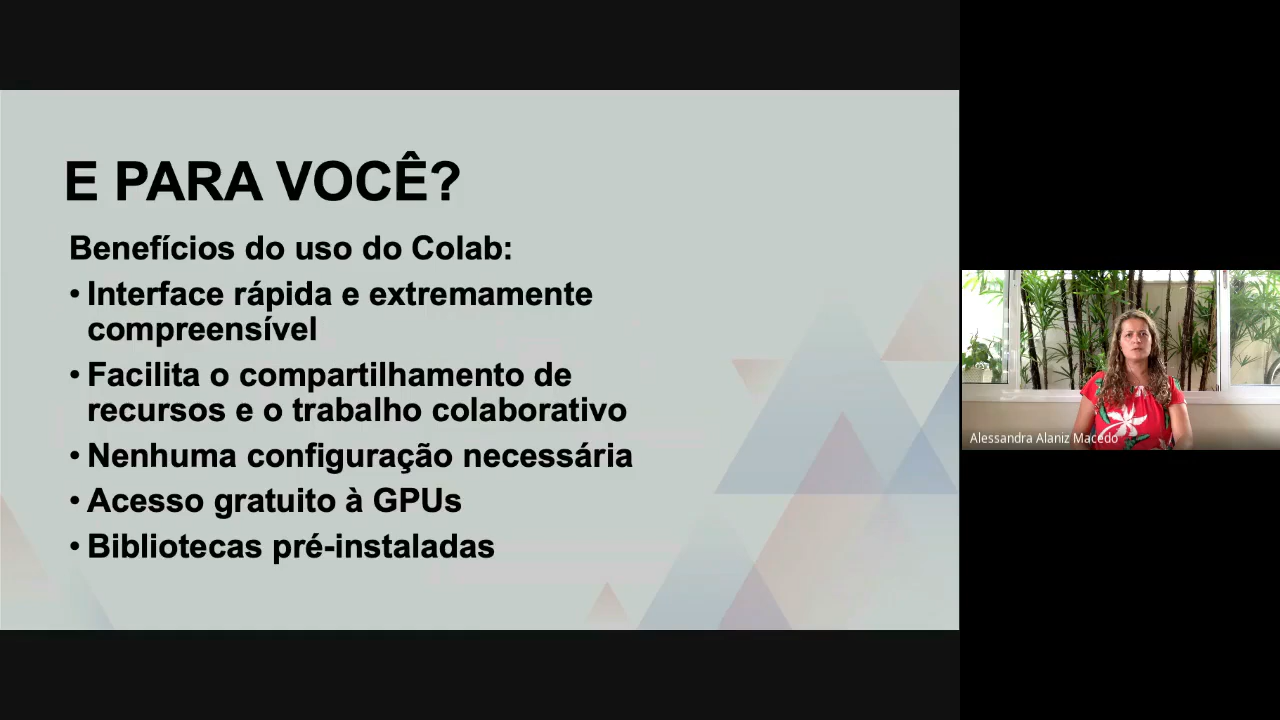 E PARA VOCÊ?
Benefícios do uso do Colab:
• Interface rápida e extremamente
compreensível
• Facilita o compartilhamento de
recursos e o trabalho colaborativo
• Nenhuma configuração necessária
• Acesso gratuito à GPUs
• Bibliotecas pré-instaladas
Alessandra Alaniz Macedo